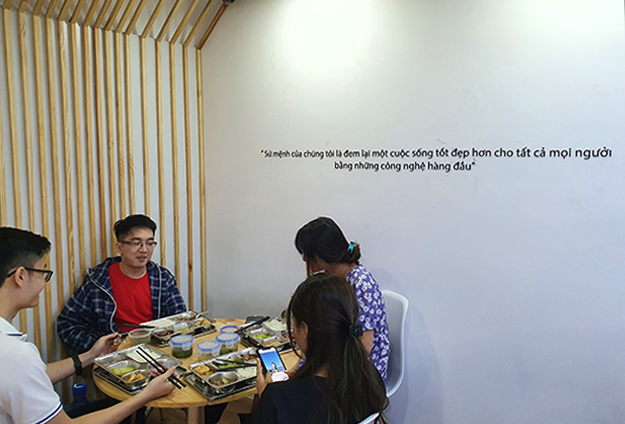 "Sứ mệnh của chúng tôi là đem lại một cuộc sống tốt đẹp hơn cho tất cả mọi người
bằng những công nghệ hàng đầu"